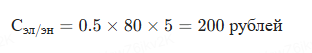 Сэл/эн = 0.5 × 80 × 5 = 200 рублей